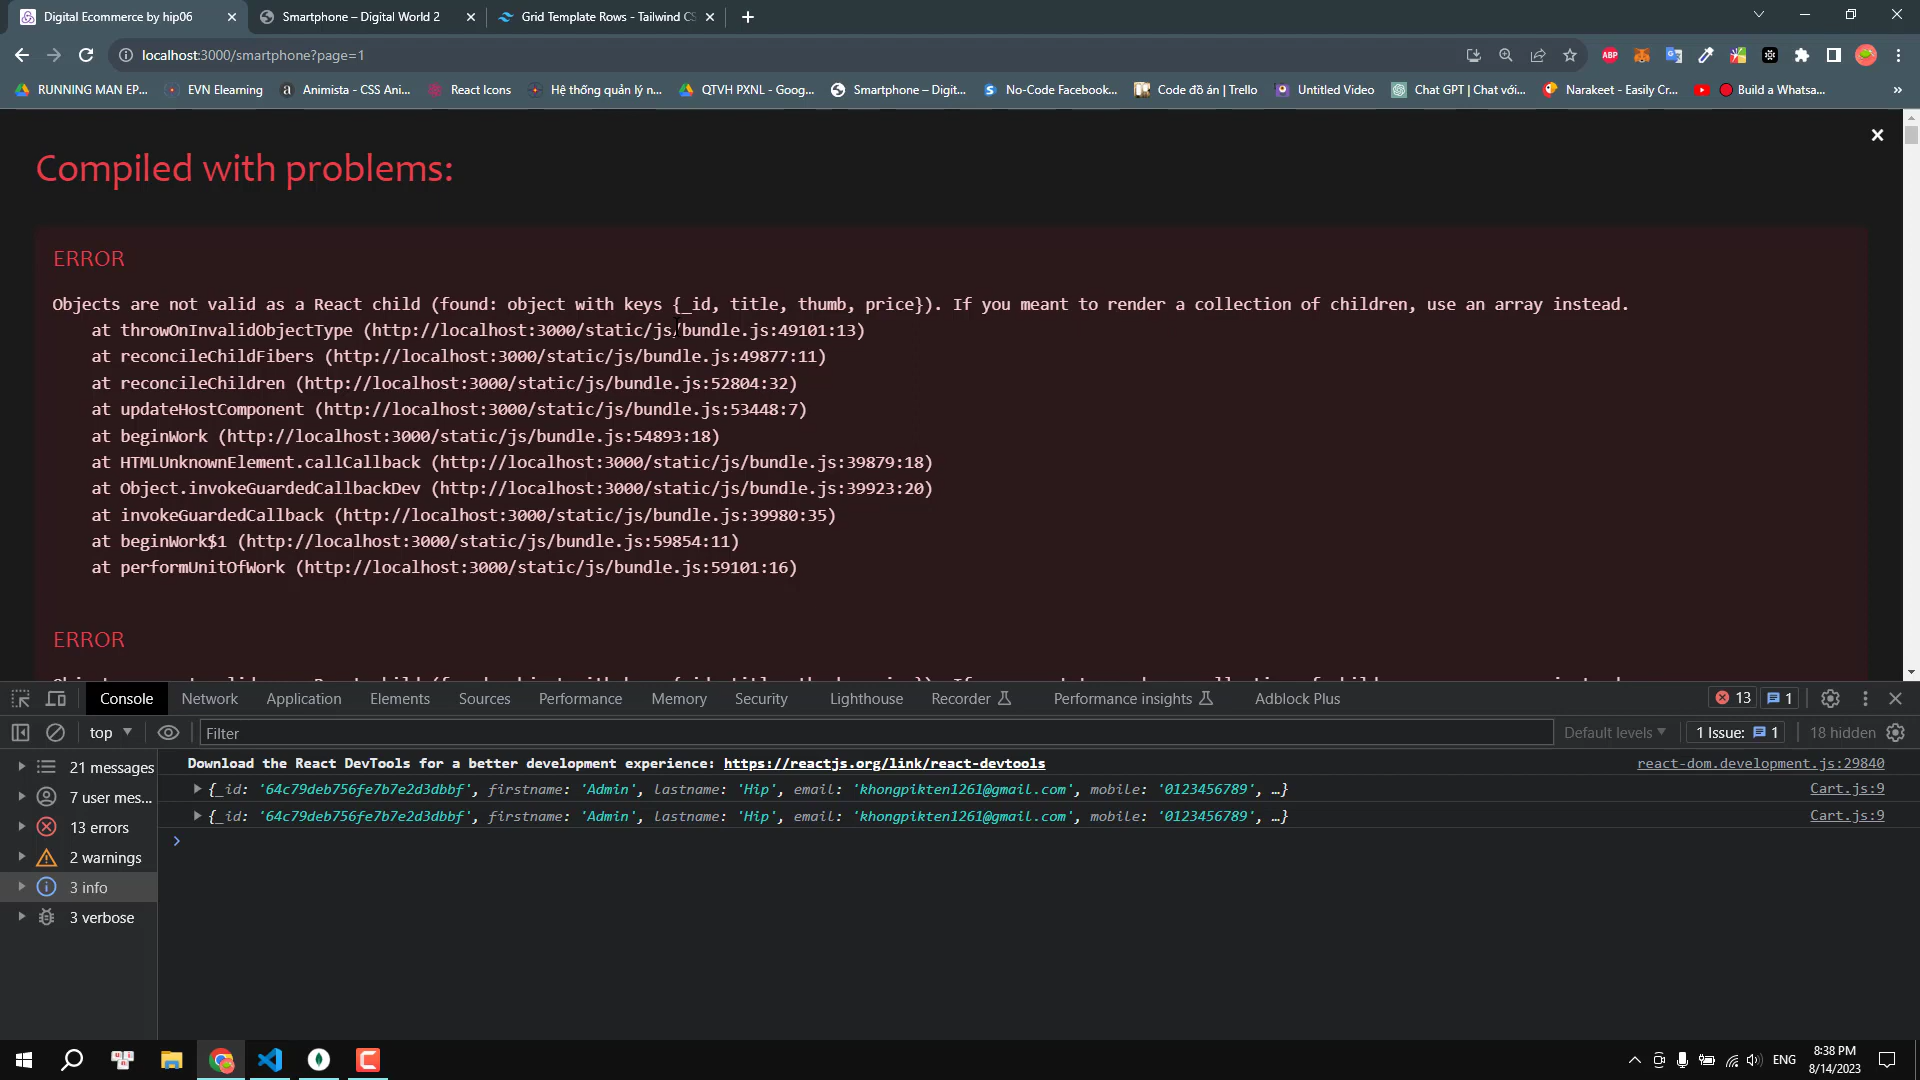 Digital Ecommerce by hip06
Smartphone – Digital World 2
Grid Template Rows - Tailwind CS
localhost:3000/smartphone?page=1
ABP
RUNNING MAN EP...
EVN Elearning
Animista - CSS Ani...
React Icons
Hệ thống quản lý n...
QTVH PXNL - Goog...
Smartphone – Digit...
No-Code Facebook...
Code đồ án | Trello
Untitled Video
Chat GPT | Chat với...
Narakeet - Easily Cr...
Build a Whatsa...
Compiled with problems:
ERROR
Objects are not valid as a React child (found: object with keys {_id, title, thumb, price}). If you meant to render a collection of children, use an array instead.
at throwOnInvalidObjectType (http://localhost:3000/static/js/bundle.js:49101:13)
at reconcileChildFibers (http://localhost:3000/static/js/bundle.js:49877:11)
at reconcileChildren (http://localhost:3000/static/js/bundle.js:52804:32)
at updateHostComponent (http://localhost:3000/static/js/bundle.js:53448:7)
at beginWork (http://localhost:3000/static/js/bundle.js:54893:18)
at HTMLUnknownElement.callCallback (http://localhost:3000/static/js/bundle.js:39879:18)
at Object.invokeGuardedCallbackDev (http://localhost:3000/static/js/bundle.js:39923:20)
at invokeGuardedCallback (http://localhost:3000/static/js/bundle.js:39980:35)
at beginWork$1 (http://localhost:3000/static/js/bundle.js:59854:11)
at performUnitOfWork (http://localhost:3000/static/js/bundle.js:59101:16)
ERROR
Console
Network
Application
Elements
Sources
Performance
Memory
Security
Lighthouse
Recorder
Performance insights
Adblock Plus
13
1
top
Filter
Default levels
1 Issue: 1
18 hidden
21 messages
7 user mes...
13 errors
2 warnings
3 info
3 verbose
Download the React DevTools for a better development experience: https://reactjs.org/link/react-devtools
react-dom.development.js:29840
{_id: '64c79deb756fe7b7e2d3dbbf', firstname: 'Admin', lastname: 'Hip', email: 'khongpikten1261@gmail.com', mobile: '0123456789', …}
Cart.js:9
{_id: '64c79deb756fe7b7e2d3dbbf', firstname: 'Admin', lastname: 'Hip', email: 'khongpikten1261@gmail.com', mobile: '0123456789', …}
Cart.js:9
ENG
8:38 PM
8/14/2023